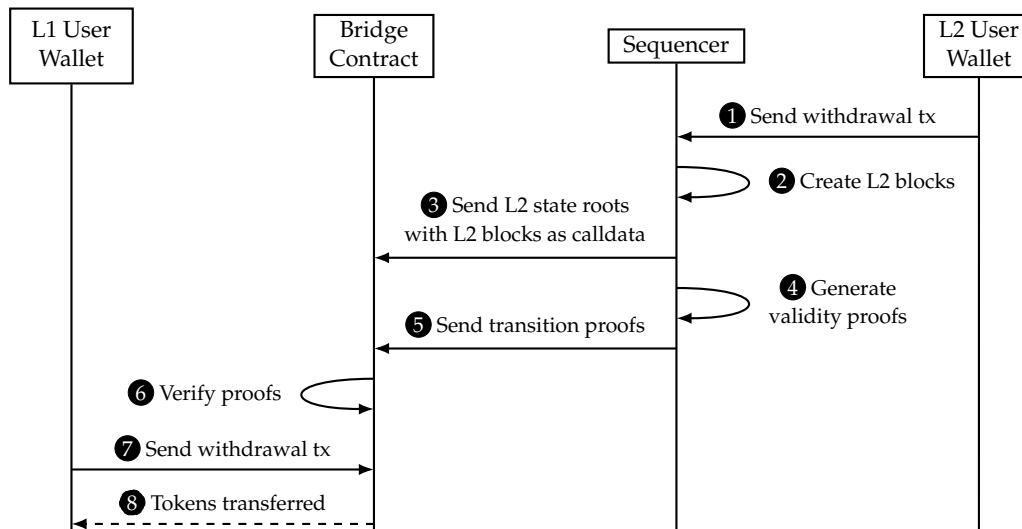 L1 User
Wallet
Bridge
Contract
Sequencer
L2 User
Wallet
1 Send withdrawal tx
2 Create L2 blocks
3 Send L2 state roots
with L2 blocks as calldata
4 Generate
validity proofs
5 Send transition proofs
6 Verify proofs
7 Send withdrawal tx
8 Tokens transferred